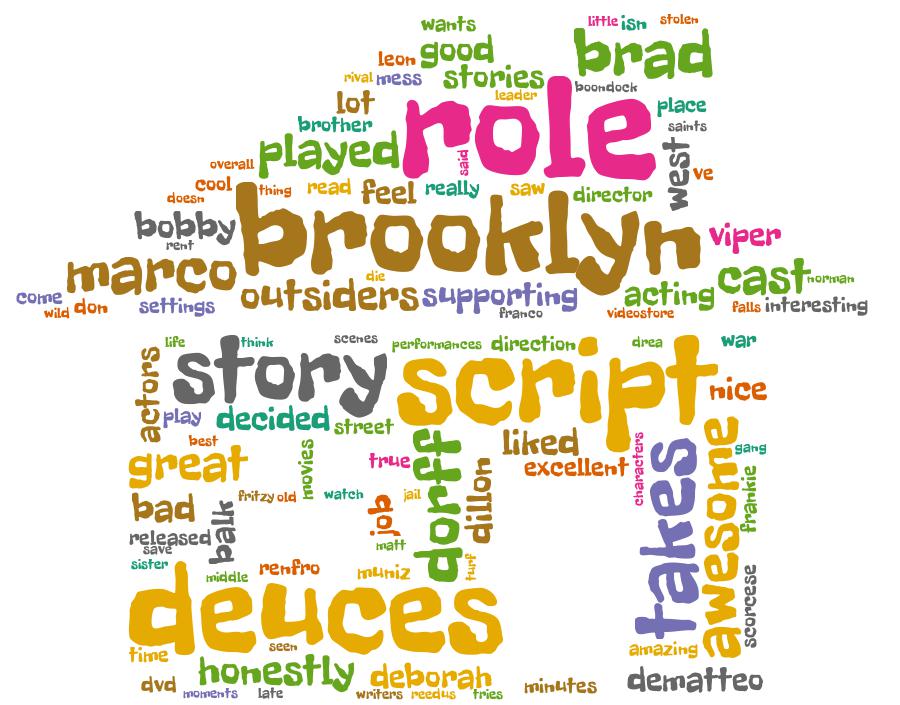 wants
little isn stolen
leon good brad
rival mess stories
leader boondock
lot role place
brother saints
played said west
overall ve
cool thing read feel really saw director
doesn
bobby brooklyn viper
rent
marco cast norman
die
come settings outsiders supporting acting interesting
wild don franco videostore falls
life think scenes performances direction drea war
actors story script nice
play decided street
best liked
great movies true excellent characters gang
bad fritzy old watch jail dorff dillon takes awesome frankie
released balk job
save matt
sister middle renfro muniz turf scorcese
deuces
time seen amazing
honestly deborah
dvd moments late writers reedus tries minutes dematteo